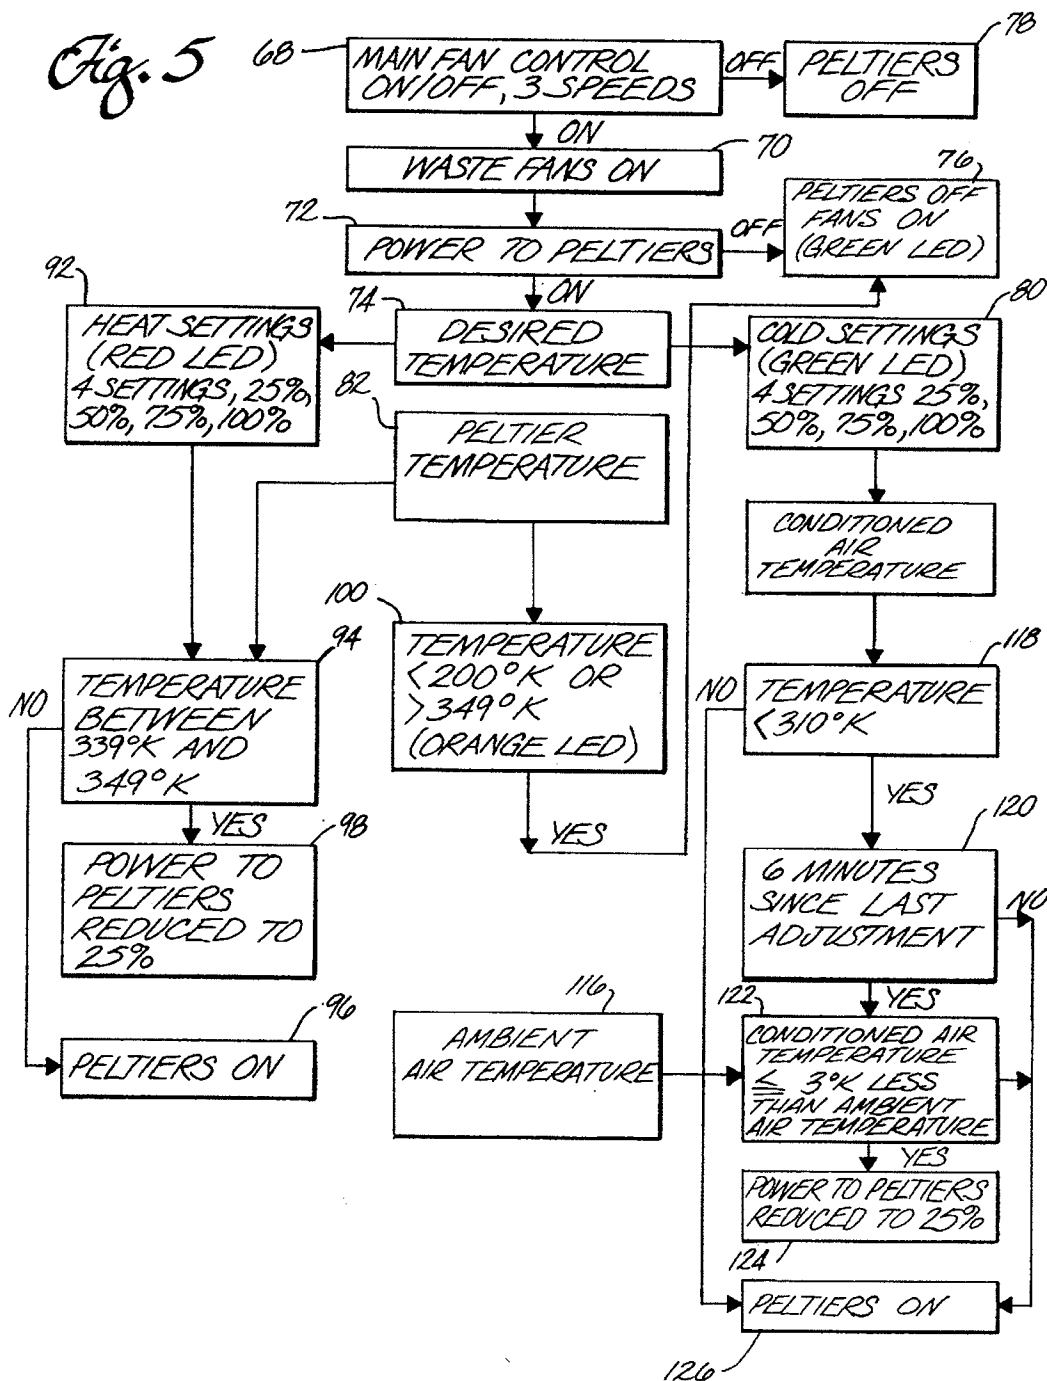 Fig. 5
68
MAIN FAN CONTROL
ON/OFF, 3 SPEEDS
OFF
78
PELTIERS
OFF
ON
70
WASTE FANS ON
72
POWER TO PELTIERS
OFF
76
PELTIERS OFF
FANS ON
(GREEN LED)
ON
92
HEAT SETTINGS
(RED LED)
4 SETTINGS, 25%,
50%, 75%, 100%
74
DESIRED
TEMPERATURE
80
COLD SETTINGS
(GREEN LED)
4 SETTINGS 25%,
50%, 75%, 100%
82
PELTIER
TEMPERATURE
CONDITIONED
AIR
TEMPERATURE
94
TEMPERATURE
BETWEEN
339°K AND
349°K
NO
YES
100
TEMPERATURE
<200°K OR
>349°K
(ORANGE LED)
YES
118
TEMPERATURE
<310°K
NO
YES
98
POWER TO
PELTIERS
REDUCED TO
25%
120
6 MINUTES
SINCE LAST
ADJUSTMENT
NO
YES
96
PELTIERS ON
116
AMBIENT
AIR TEMPERATURE
122
CONDITIONED AIR
TEMPERATURE
≦ 3°K LESS
THAN AMBIENT
AIR TEMPERATURE
YES
POWER TO PELTIERS
REDUCED TO 25%
124
PELTIERS ON
126